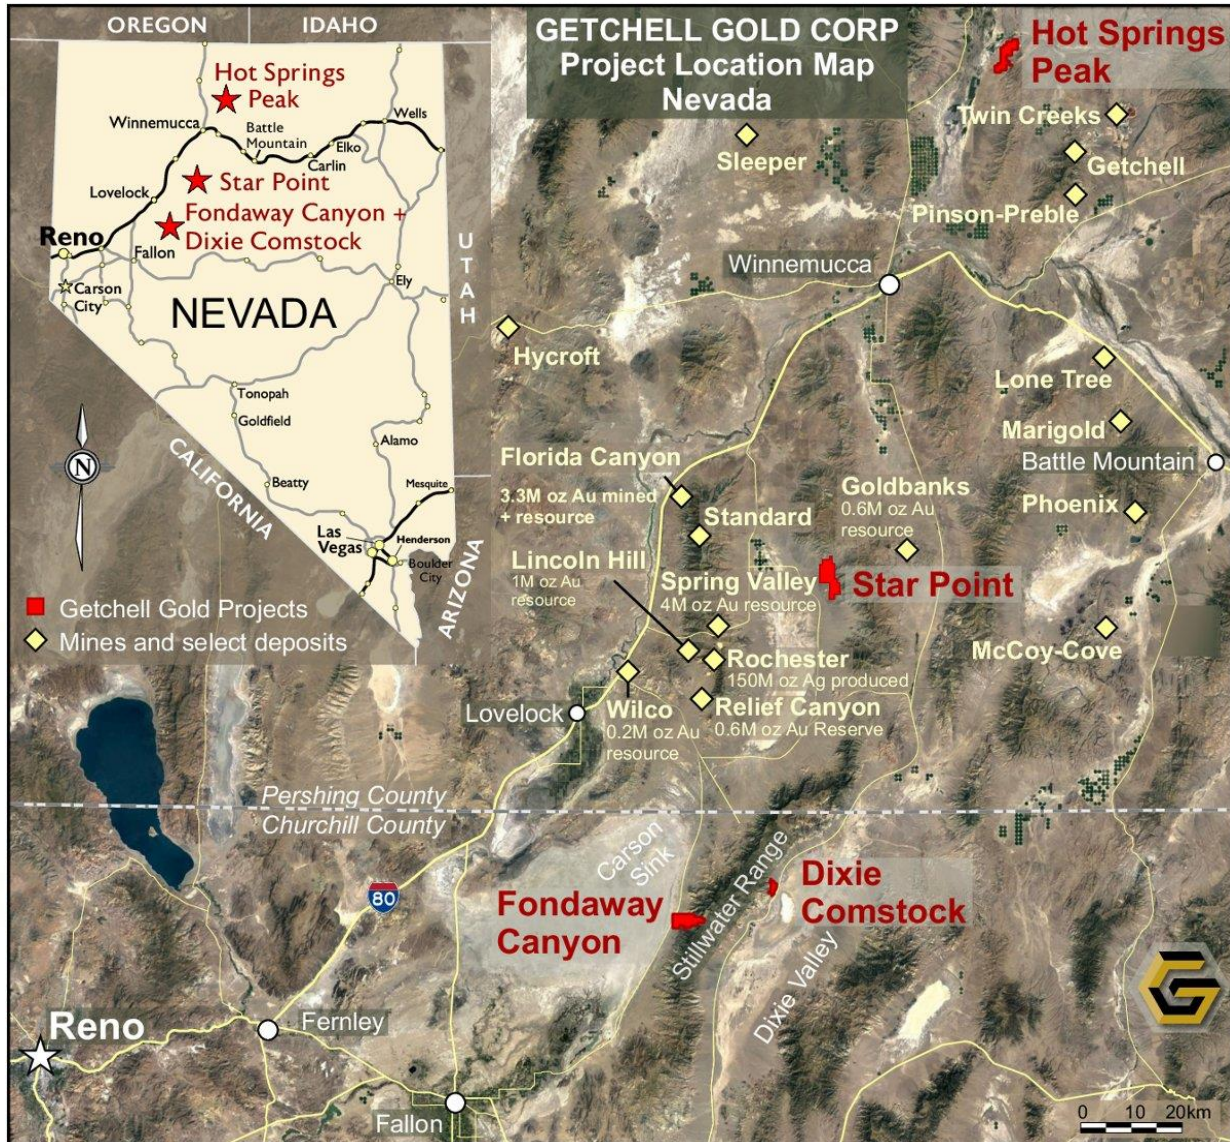 OREGON
IDAHO
Hot Springs
Peak
Winnemucca
Battle
Mountain
Wells
Elko
Carlin
Lovelock
Star Point
Fondaway Canyon +
Dixie Comstock
Reno
Fallon
UTAH
Ely
Carson
City
NEVADA
Tonopah
Goldfield
Alamo
CALIFORNIA
Beatty
Mesquite
Las
Vegas
Henderson
Boulder
City
ARIZONA
N
Getchell Gold Projects
Mines and select deposits
GETCHELL GOLD CORP
Project Location Map
Nevada
Hot Springs
Peak
Twin Creeks
Sleeper
Getchell
Pinson-Preble
Winnemucca
Hycroft
Lone Tree
Marigold
Battle Mountain
Florida Canyon
3.3M oz Au mined
+ resource
Goldbanks
0.6M oz Au
resource
Phoenix
Standard
Lincoln Hill
1M oz Au
resource
Spring Valley
4M oz Au resource
Star Point
McCoy-Cove
Rochester
150M oz Ag produced
Lovelock
Wilco
0.2M oz Au
resource
Relief Canyon
0.6M oz Au Reserve
Pershing County
Churchill County
Carson
Sink
Stillwater Range
Dixie
Comstock
80
Fondaway
Canyon
Dixie Valley
Reno
Fernley
Fallon
0 10 20km